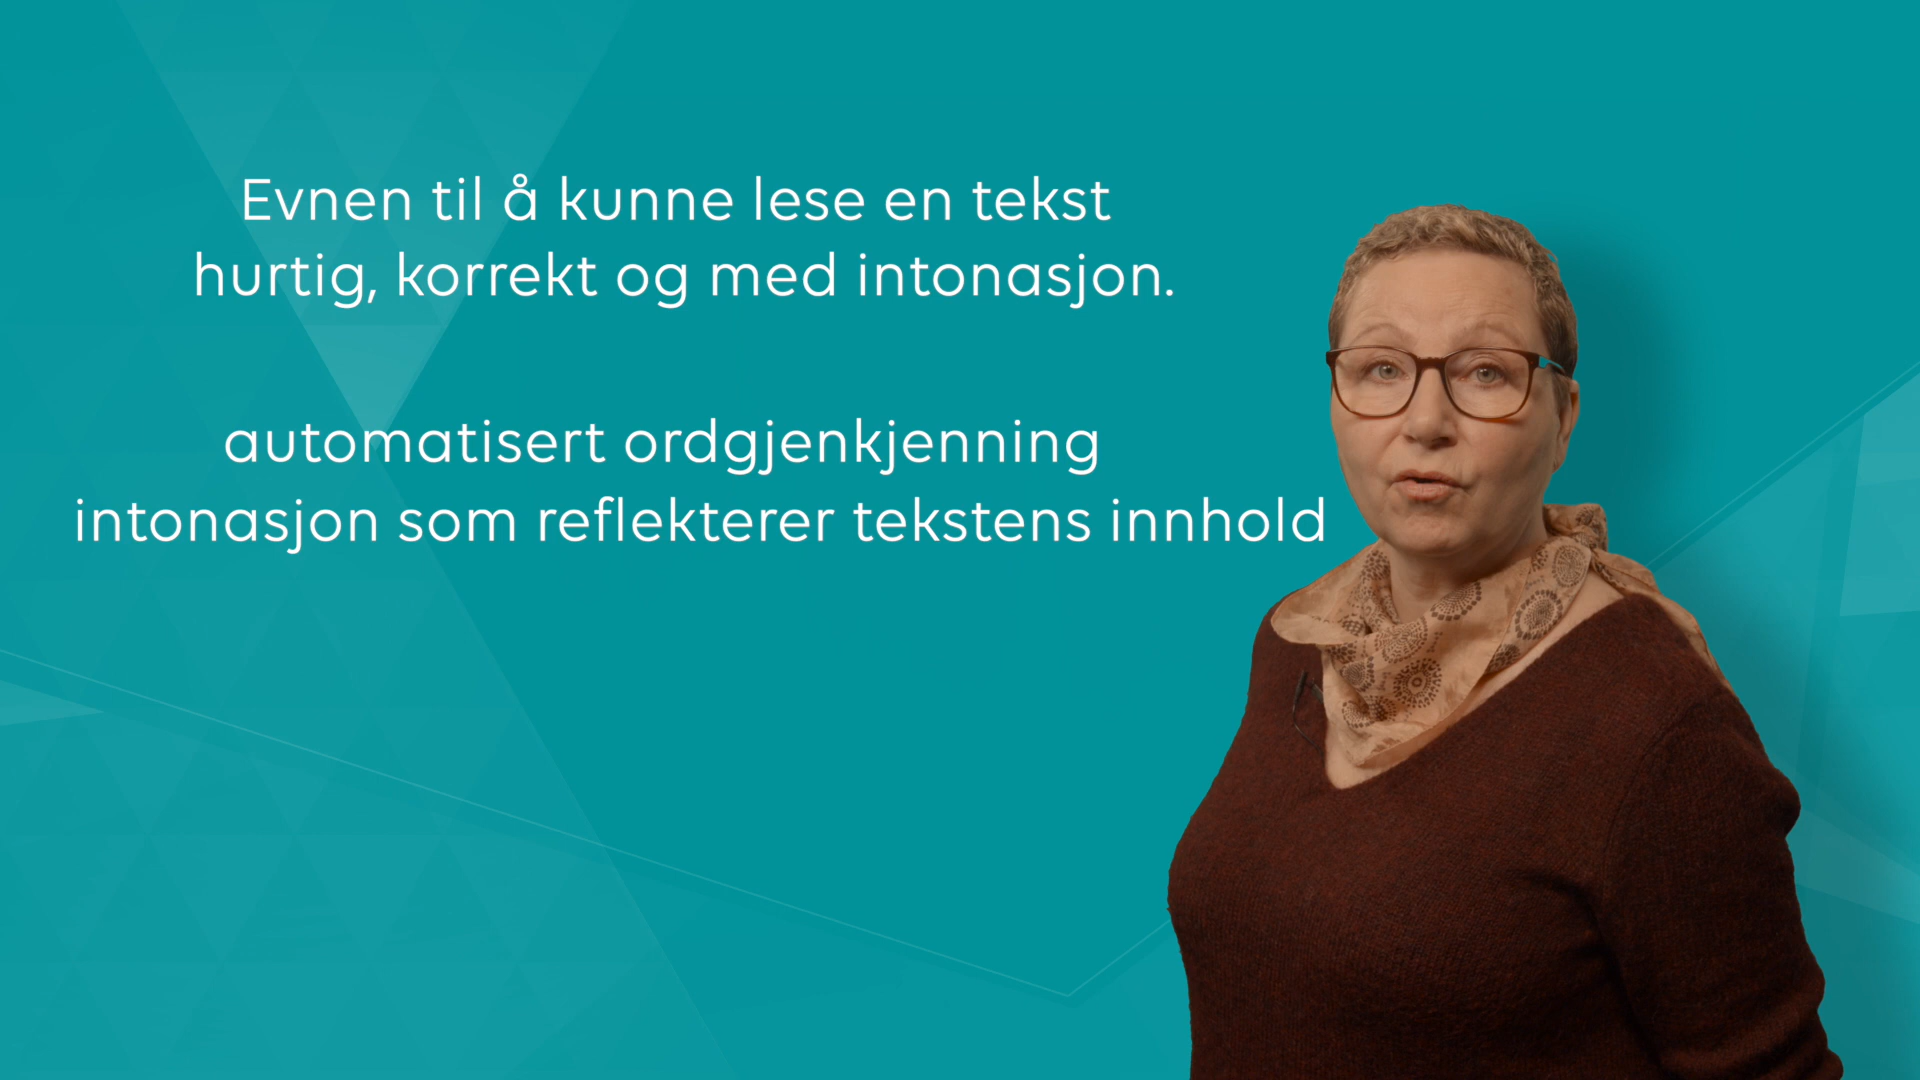 Evnen til å kunne lese en tekst
hurtig, korrekt og med intonasjon.
automatisert ordgjenkjenning
intonasjon som reflekterer tekstens innhold